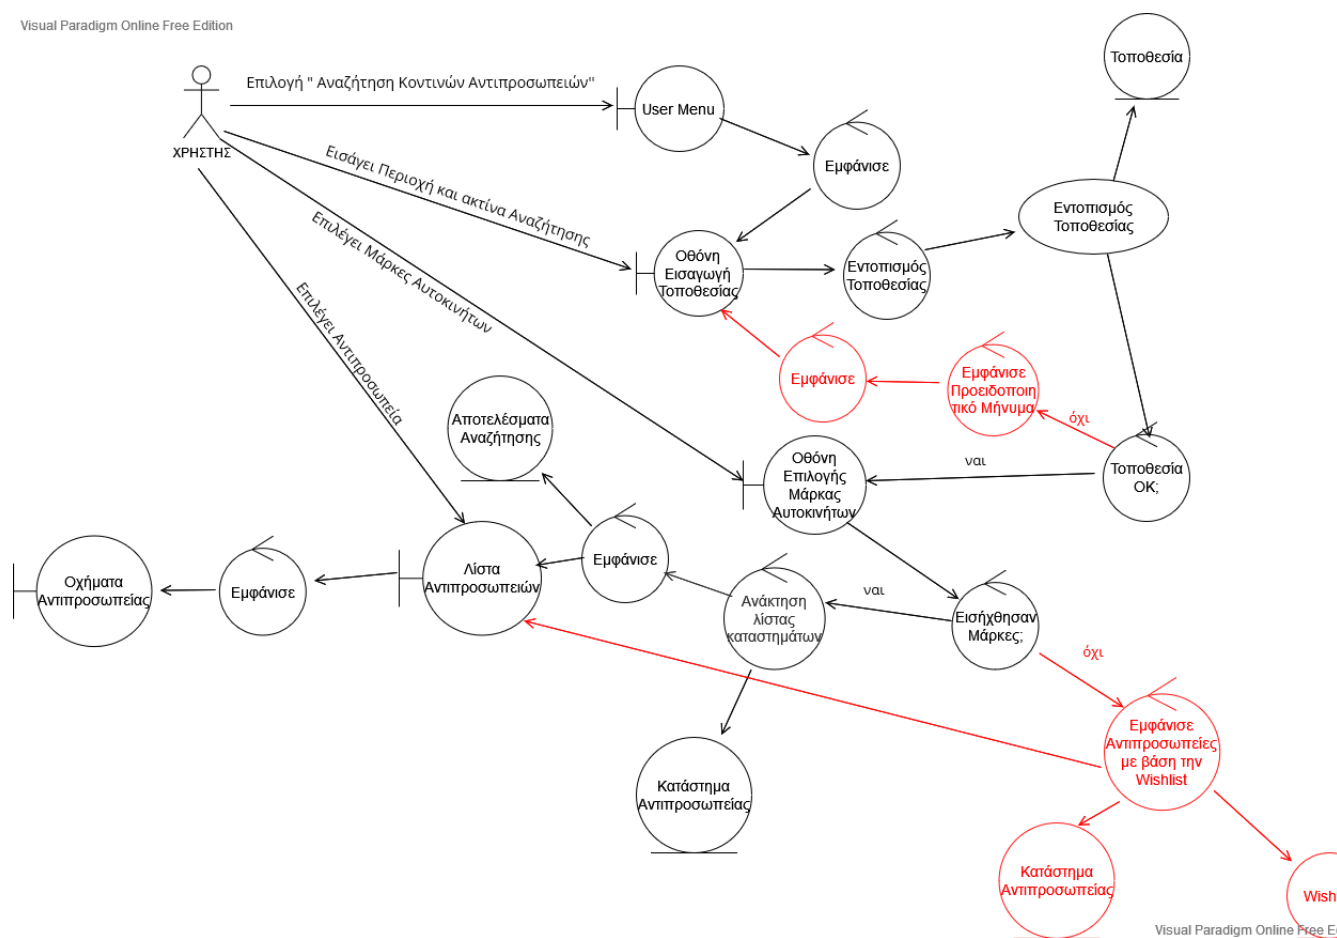 Visual Paradigm Online Free Edition
Τοποθεσία
Επιλογή " Αναζήτηση Κοντινών Αντιπροσωπειών"
User Menu
ΧΡΗΣΤΗΣ
Εμφάνισε
Εισάγει Περιοχή και ακτίνα Αναζήτησης
Εντοπισμός
Τοποθεσίας
Επιλέγει Μάρκες Αυτοκινήτων
Οθόνη
Εισαγωγή
Τοποθεσίας
Εντοπισμός
Τοποθεσίας
Επιλέγει Αντιπροσωπεία
Εμφάνισε
Εμφάνισε
Προειδοποιη
τικό Μήνυμα
όχι
Αποτελέσματα
Αναζήτησης
Οθόνη
Επιλογής
Μάρκας
Αυτοκινήτων
ναι
Τοποθεσία
OK;
Οχήματα
Αντιπροσωπείας
Εμφάνισε
Λίστα
Αντιπροσωπειών
Εμφάνισε
Ανάκτηση
λίστας
καταστημάτων
ναι
Εισήχθησαν
Μάρκες;
όχι
Εμφάνισε
Αντιπροσωπείες
με βάση την
Wishlist
Κατάστημα
Αντιπροσωπείας
Κατάστημα
Αντιπροσωπείας
Wish
Visual Paradigm Online Free E